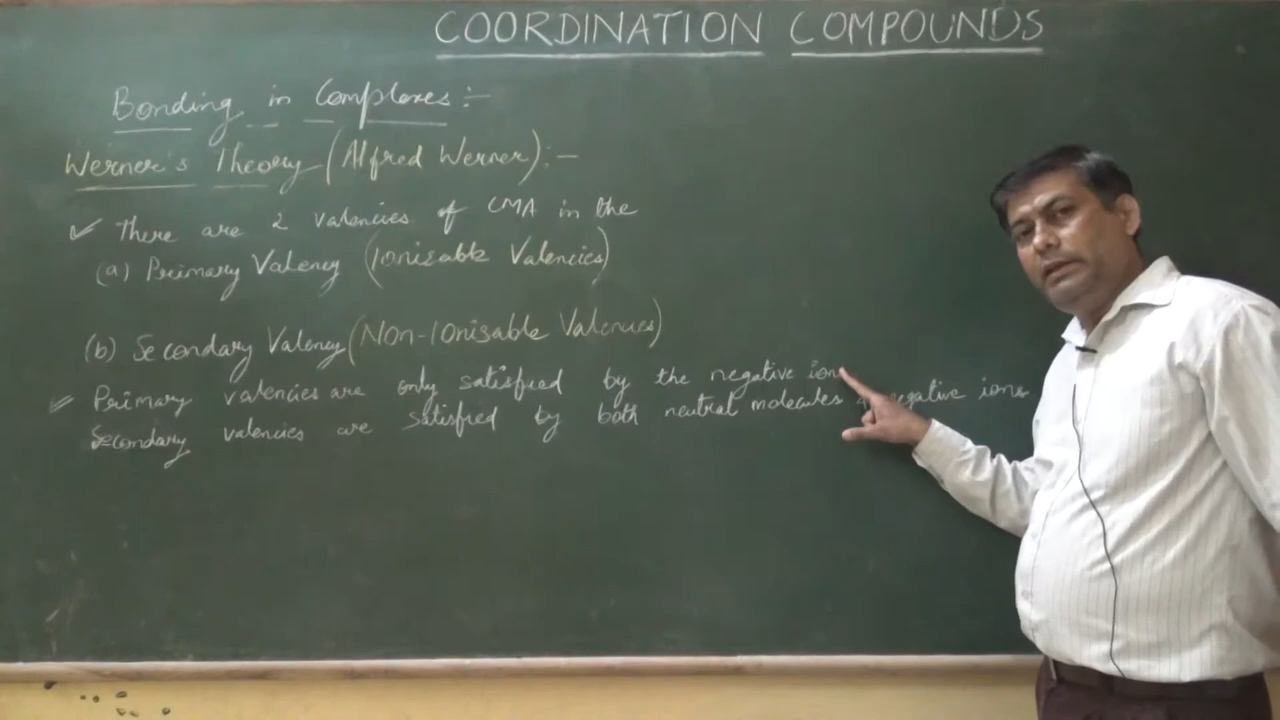 COORDINATION COMPOUNDS
Bonding in Complexes:-
Werner's Theory (Alfred Werner):-
✓ There are 2 valencies of CMA in the
(a) Primary Valency (Ionisable Valencies)
(b) Secondary Valency (Non-Ionisable Valencies)
Primary valencies are only satisfied by the negative ion
Secondary valencies are satisfied by both neutral molecules negative ions